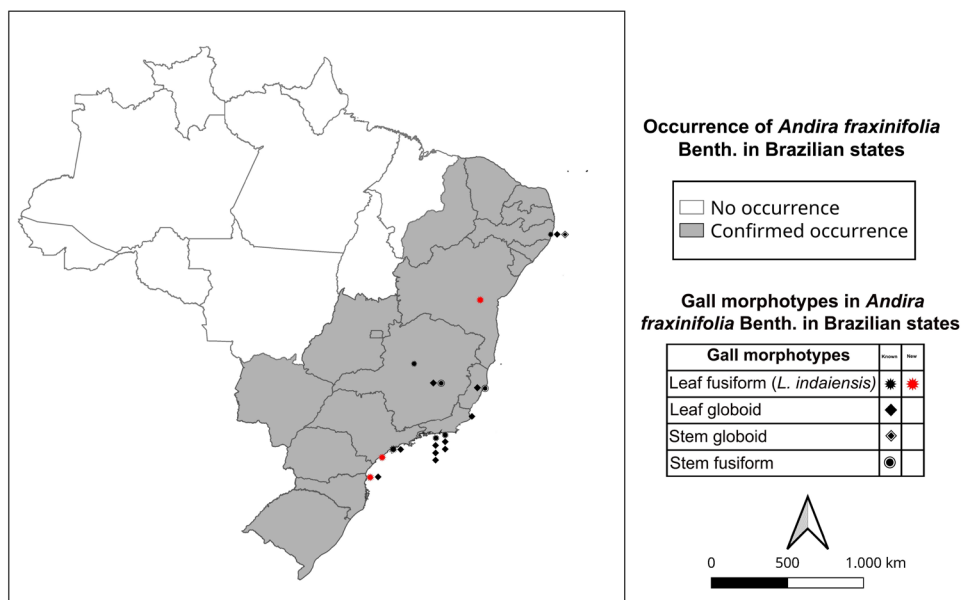 Occurrence of Andira fraxinifolia
Benth. in Brazilian states
No occurrence
Confirmed occurrence
Gall morphotypes in Andira
fraxinifolia Benth. in Brazilian states
Gall morphotypes Known New
Leaf fusiform (L. indaiensis)
Leaf globoid
Stem globoid
Stem fusiform
0 500 1.000 km